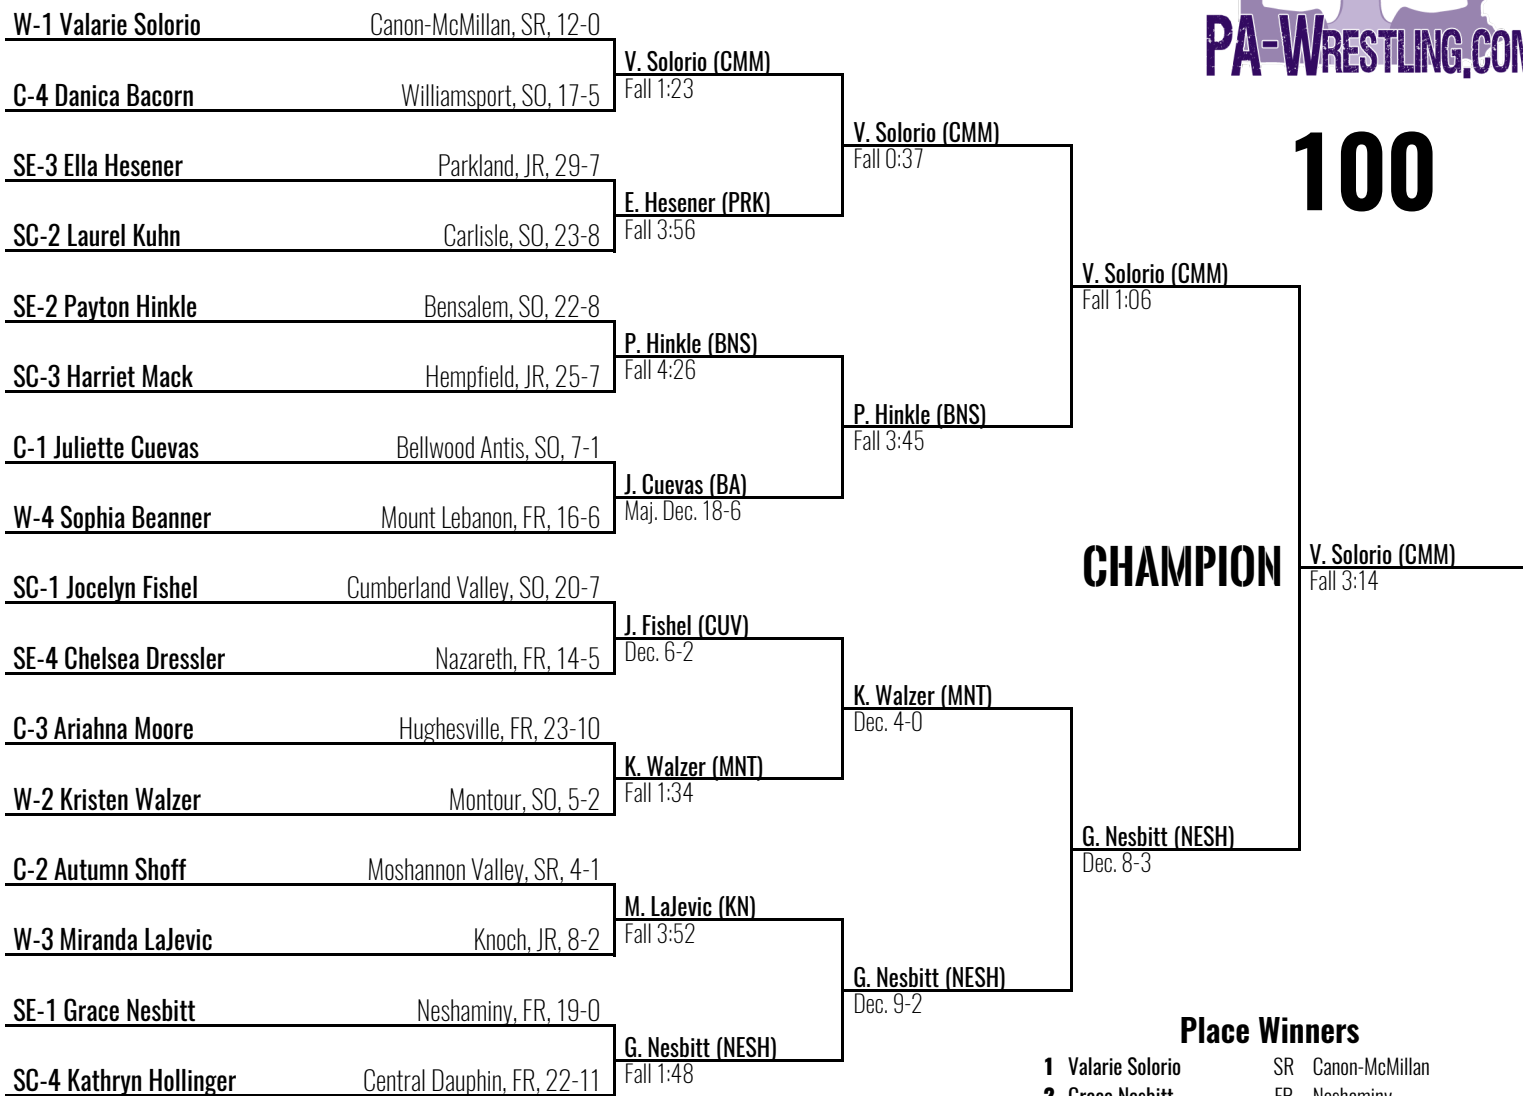 W-1 Valarie Solorio Canon-McMillan, SR, 12-0
V. Solorio (CMM)
Fall 1:23
C-4 Danica Bacorn Williamsport, SO, 17-5
V. Solorio (CMM)
Fall 0:37
SE-3 Ella Hesener Parkland, JR, 29-7
E. Hesener (PRK)
Fall 3:56
SC-2 Laurel Kuhn Carlisle, SO, 23-8
V. Solorio (CMM)
Fall 1:06
SE-2 Payton Hinkle Bensalem, SO, 22-8
P. Hinkle (BNS)
Fall 4:26
SC-3 Harriet Mack Hempfield, JR, 25-7
P. Hinkle (BNS)
Fall 3:45
C-1 Juliette Cuevas Bellwood Antis, SO, 7-1
J. Cuevas (BA)
Maj. Dec. 18-6
W-4 Sophia Beanner Mount Lebanon, FR, 16-6
CHAMPION
V. Solorio (CMM)
Fall 3:14
SC-1 Jocelyn Fishel Cumberland Valley, SO, 20-7
J. Fishel (CUV)
Dec. 6-2
SE-4 Chelsea Dressler Nazareth, FR, 14-5
K. Walzer (MNT)
Dec. 4-0
C-3 Ariahna Moore Hughesville, FR, 23-10
K. Walzer (MNT)
Fall 1:34
W-2 Kristen Walzer Montour, SO, 5-2
G. Nesbitt (NESH)
Dec. 8-3
C-2 Autumn Shoff Moshannon Valley, SR, 4-1
M. LaJevic (KN)
Fall 3:52
W-3 Miranda LaJevic Knoch, JR, 8-2
G. Nesbitt (NESH)
Dec. 9-2
SE-1 Grace Nesbitt Neshaminy, FR, 19-0
G. Nesbitt (NESH)
Fall 1:48
SC-4 Kathryn Hollinger Central Dauphin, FR, 22-11
PA-WRESTLING.COM
100
Place Winners
1 Valarie Solorio SR Canon-McMillan
2 Grace Nesbitt FR Neshaminy